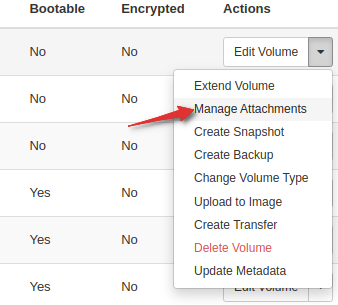 Bootable Encrypted Actions
No No Edit Volume
Extend Volume
No No Manage Attachments
Create Snapshot
No No Create Backup
Change Volume Type
Yes No Upload to Image
Create Transfer
Yes No Delete Volume
Update Metadata
Yes No Edit Volume